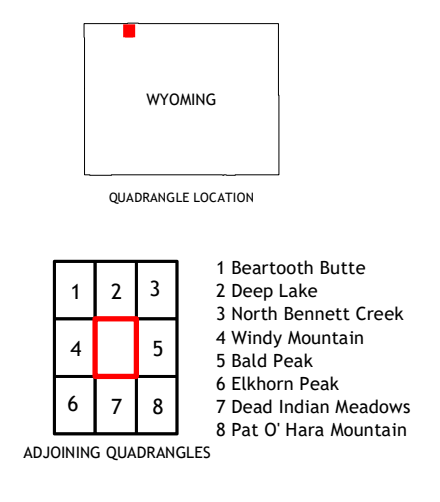 WYOMING
QUADRANGLE LOCATION
1 2 3
4 5
6 7 8
ADJOINING QUADRANGLES
1 Beartooth Butte
2 Deep Lake
3 North Bennett Creek
4 Windy Mountain
5 Bald Peak
6 Elkhorn Peak
7 Dead Indian Meadows
8 Pat O' Hara Mountain